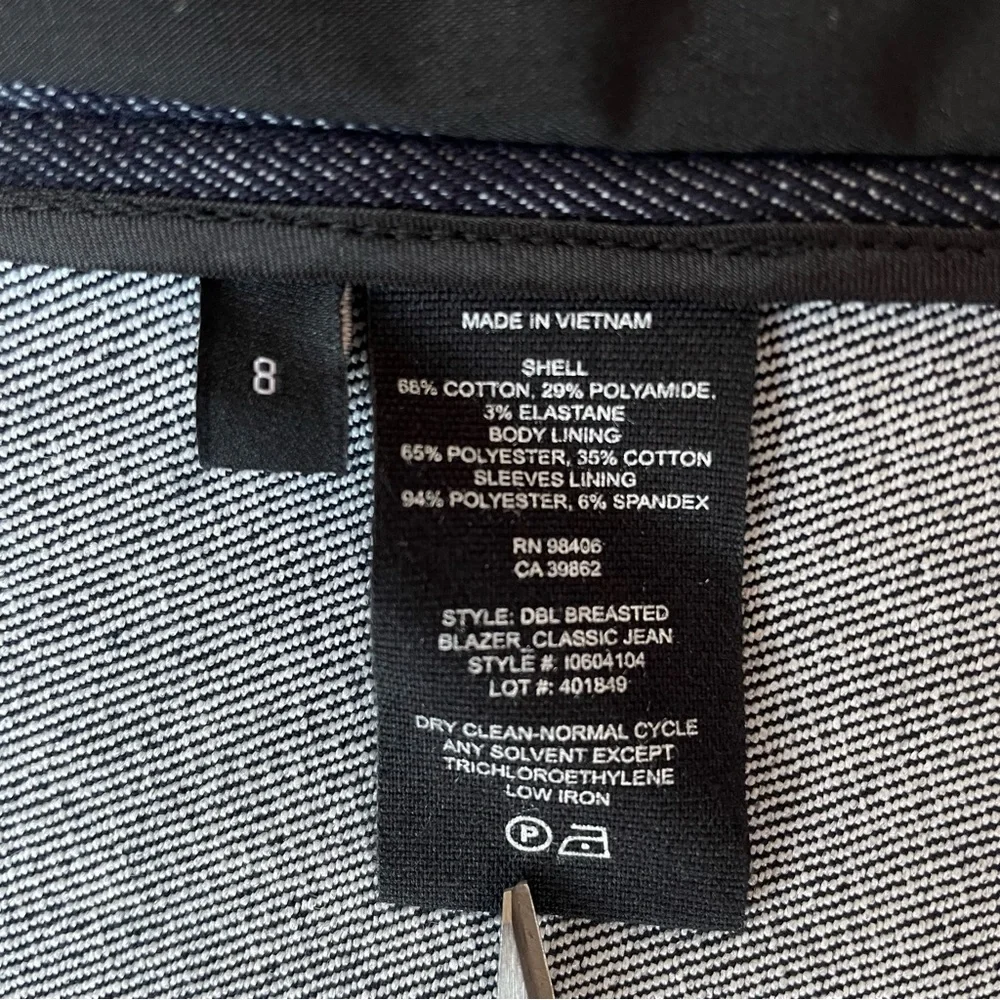 8
MADE IN VIETNAM
SHELL
68% COTTON, 29% POLYAMIDE,
3% ELASTANE
BODY LINING
65% POLYESTER, 35% COTTON
SLEEVES LINING
94% POLYESTER, 6% SPANDEX
RN 98406
CA 39862
STYLE: DBL BREASTED
BLAZER_CLASSIC JEAN
STYLE #: I0604104
LOT #: 401849
DRY CLEAN-NORMAL CYCLE
ANY SOLVENT EXCEPT
TRICHLOROETHYLENE
LOW IRON
P